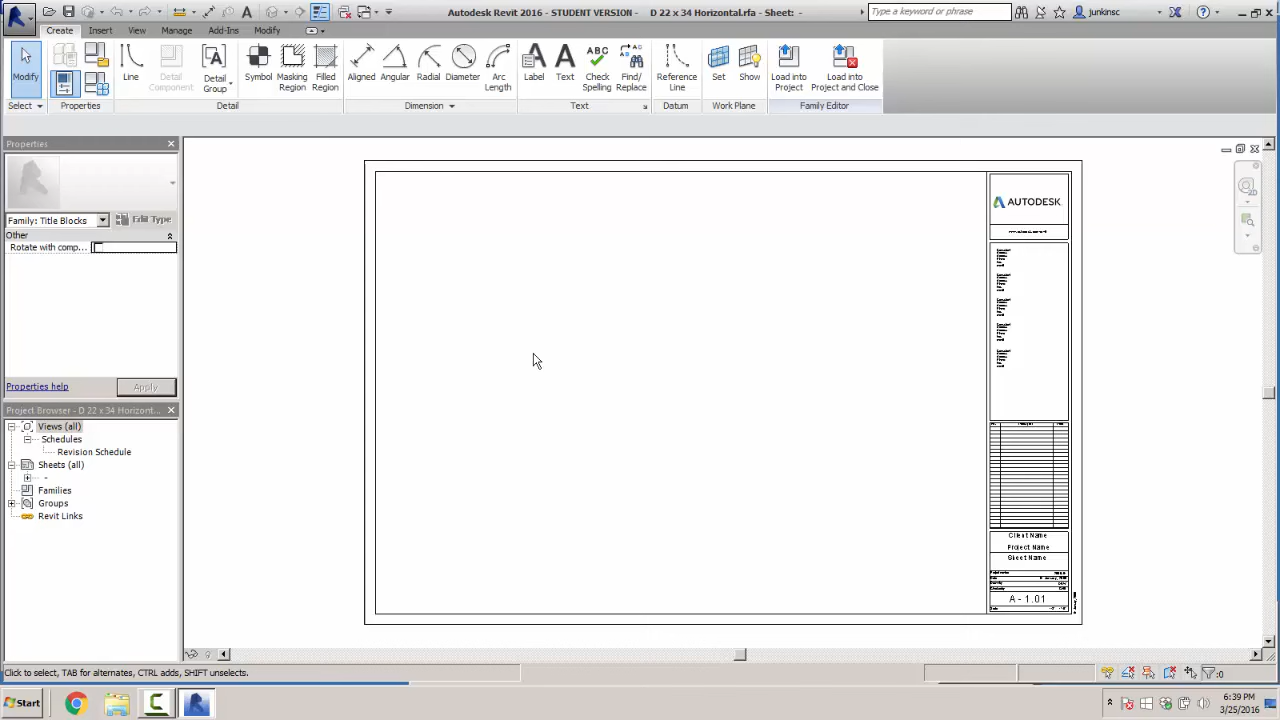 Autodesk Revit 2016 - STUDENT VERSION - D 22 x 34 Horizontal.rfa - Sheet: -
Type a keyword or phrase
junkinsc
Create Insert View Manage Add-Ins Modify
Modify
Line
Detail Component
Detail Group
Symbol
Masking Region
Filled Region
Aligned
Angular
Radial
Diameter
Arc Length
Label
Text
ABC
Check Spelling
Find/ Replace
Reference Line
Set
Show
Load into Project
Load into Project and Close
Select
Properties
Detail
Dimension
Text
Datum
Work Plane
Family Editor
Properties
Family: Title Blocks
Edit Type
Other
Rotate with comp...
Properties help
Apply
Project Browser - D 22 x 34 Horizont...
Views (all)
Schedules
Revision Schedule
Sheets (all)
-
Families
Groups
Revit Links
2D
AUTODESK
Client Name
Project Name
Sheet Name
A - 1.01
Click to select, TAB for alternates, CTRL adds, SHIFT unselects.
:0
Start
6:39 PM
3/25/2016